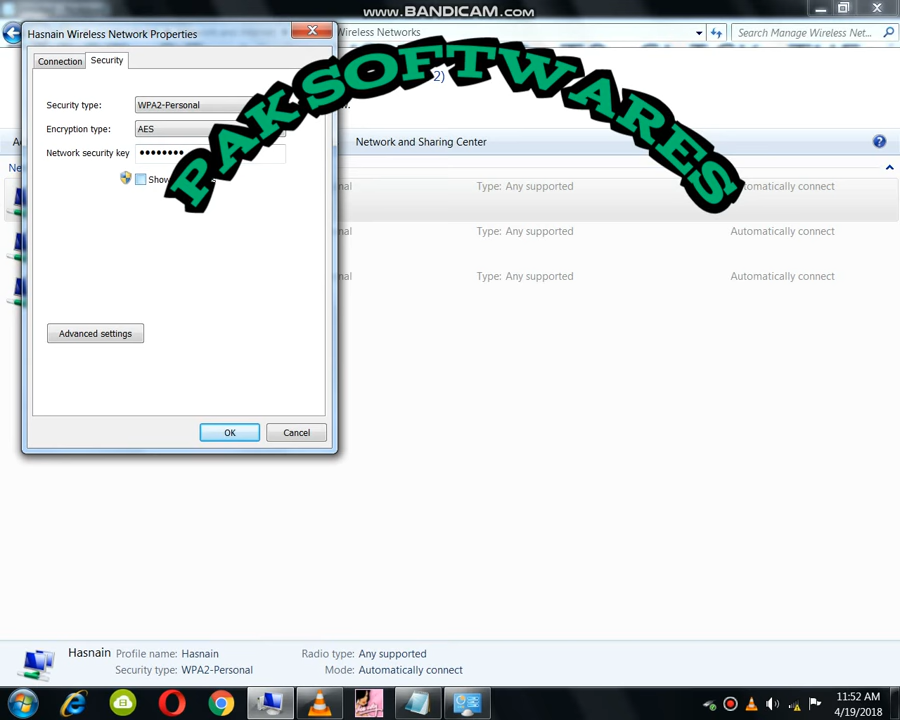 www.BANDICAM.com
Hasnain Wireless Network Properties
Wireless Networks
Search Manage Wireless Net...
Connection
Security
2)
PAK SOFTWARES
Security type:
WPA2-Personal
Encryption type:
AES
Network and Sharing Center
Network security key
••••••••
Type: Any supported
Automatically connect
Type: Any supported
Automatically connect
Type: Any supported
Automatically connect
Advanced settings
OK
Cancel
Hasnain
Profile name: Hasnain
Radio type: Any supported
Security type: WPA2-Personal
Mode: Automatically connect
11:52 AM
4/19/2018